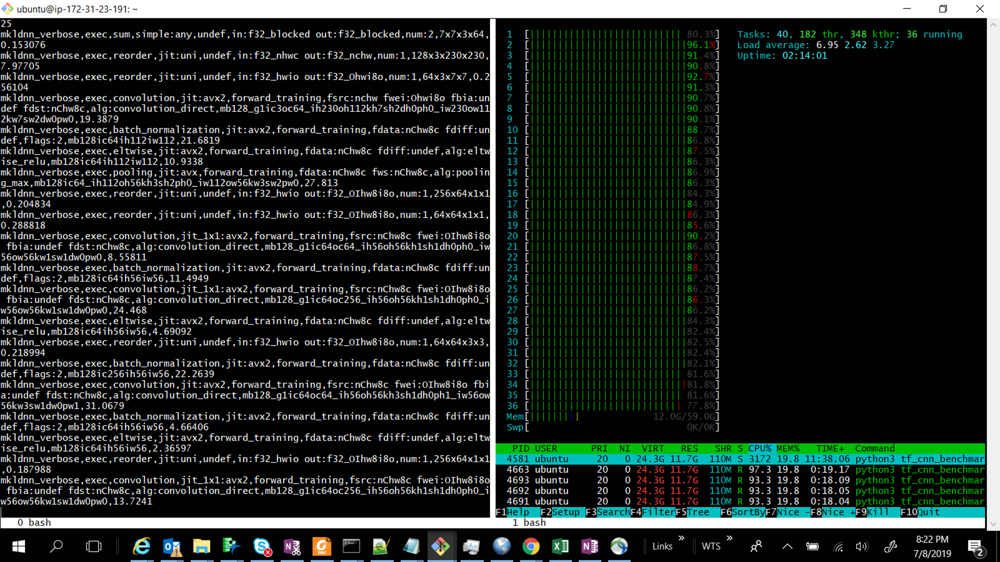 ubuntu@ip-172-31-23-191: ~
25
mkldnn_verbose,exec,sum,simple:any,undef,in:f32_blocked out:f32_blocked,num:2,7x7x3x64,
0.153076
mkldnn_verbose,exec,reorder,jit:uni,undef,in:f32_nhwc out:f32_nchw,num:1,128x3x230x230,
7.97705
mkldnn_verbose,exec,reorder,jit:uni,undef,in:f32_hwio out:f32_Ohwi8o,num:1,64x3x7x7,0.2
56104
mkldnn_verbose,exec,convolution,jit:avx2,forward_training,fsrc:nchw fwei:Ohwi8o fbia:un
def fdst:nChw8c,alg:convolution_direct,mb128_g1ic3oc64_ih230oh112kh7sh2dh0ph0_iw230ow11
2kw7sw2dw0pw0,19.3879
mkldnn_verbose,exec,batch_normalization,jit:avx2,forward_training,fdata:nChw8c fdiff:un
def,flags:2,mb128ic64ih112iw112,21.6819
mkldnn_verbose,exec,eltwise,jit:avx2,forward_training,fdata:nChw8c fdiff:undef,alg:eltw
ise_relu,mb128ic64ih112iw112,10.9338
mkldnn_verbose,exec,pooling,jit:avx,forward_training,fdata:nChw8c fws:nChw8c,alg:poolin
g_max,mb128ic64_ih112oh56kh3sh2ph0_iw112ow56kw3sw2pw0,27.813
mkldnn_verbose,exec,reorder,jit:uni,undef,in:f32_hwio out:f32_OIhw8i8o,num:1,256x64x1x1
,0.204834
mkldnn_verbose,exec,reorder,jit:uni,undef,in:f32_hwio out:f32_OIhw8i8o,num:1,64x64x1x1,
0.288818
mkldnn_verbose,exec,convolution,jit_1x1:avx2,forward_training,fsrc:nChw8c fwei:OIhw8i8o
fbia:undef fdst:nChw8c,alg:convolution_direct,mb128_g1ic64oc64_ih56oh56kh1sh1dh0ph0_iw
56ow56kw1sw1dw0pw0,8.55811
mkldnn_verbose,exec,batch_normalization,jit:avx2,forward_training,fdata:nChw8c fdiff:un
def,flags:2,mb128ic64ih56iw56,11.4949
mkldnn_verbose,exec,convolution,jit_1x1:avx2,forward_training,fsrc:nChw8c fwei:OIhw8i8o
fbia:undef fdst:nChw8c,alg:convolution_direct,mb128_g1ic64oc256_ih56oh56kh1sh1dh0ph0_i
w56ow56kw1sw1dw0pw0,24.468
mkldnn_verbose,exec,eltwise,jit:avx2,forward_training,fdata:nChw8c fdiff:undef,alg:eltw
ise_relu,mb128ic64ih56iw56,4.69092
mkldnn_verbose,exec,reorder,jit:uni,undef,in:f32_hwio out:f32_OIhw8i8o,num:1,64x64x3x3,
0.218994
mkldnn_verbose,exec,batch_normalization,jit:avx2,forward_training,fdata:nChw8c fdiff:un
def,flags:2,mb128ic256ih56iw56,22.2639
mkldnn_verbose,exec,convolution,jit:avx2,forward_training,fsrc:nChw8c fwei:OIhw8i8o fbi
a:undef fdst:nChw8c,alg:convolution_direct,mb128_g1ic64oc64_ih56oh56kh3sh1dh0ph1_iw56ow
56kw3sw1dw0pw1,31.0679
mkldnn_verbose,exec,batch_normalization,jit:avx2,forward_training,fdata:nChw8c fdiff:un
def,flags:2,mb128ic64ih56iw56,4.66406
mkldnn_verbose,exec,eltwise,jit:avx2,forward_training,fdata:nChw8c fdiff:undef,alg:eltw
ise_relu,mb128ic64ih56iw56,2.36597
mkldnn_verbose,exec,reorder,jit:uni,undef,in:f32_hwio out:f32_OIhw8i8o,num:1,256x64x1x1
,0.187988
mkldnn_verbose,exec,convolution,jit_1x1:avx2,forward_training,fsrc:nChw8c fwei:OIhw8i8o
fbia:undef fdst:nChw8c,alg:convolution_direct,mb128_g1ic64oc256_ih56oh56kh1sh1dh0ph0_i
w56ow56kw1sw1dw0pw0,13.7241
0 bash
1 [80.3%]
2 [96.1%]
3 [91.4%]
4 [90.8%]
5 [92.7%]
6 [91.3%]
7 [90.7%]
8 [90.8%]
9 [90.1%]
10 [88.7%]
11 [86.8%]
12 [87.5%]
13 [86.3%]
14 [86.9%]
15 [86.3%]
16 [84.3%]
17 [84.9%]
18 [86.3%]
19 [85.6%]
20 [90.2%]
21 [86.8%]
22 [87.5%]
23 [88.7%]
24 [87.4%]
25 [86.2%]
26 [86.3%]
27 [86.2%]
28 [84.3%]
29 [82.4%]
30 [82.5%]
31 [82.4%]
32 [82.1%]
33 [81.6%]
34 [81.8%]
35 [81.6%]
36 [77.8%]
Mem[12.0G/59.0G]
Swp[0K/0K]
Tasks: 40, 182 thr, 348 kthr; 36 running
Load average: 6.95 2.62 3.27
Uptime: 02:14:01
PID USER PRI NI VIRT RES SHR S CPU% MEM% TIME+ Command
4581 ubuntu 20 0 24.3G 11.7G 110M S 3172 19.8 11:38.06 python3 tf_cnn_benchmar
4663 ubuntu 20 0 24.3G 11.7G 110M R 97.3 19.8 0:19.17 python3 tf_cnn_benchmar
4693 ubuntu 20 0 24.3G 11.7G 110M R 93.3 19.8 0:18.09 python3 tf_cnn_benchmar
4692 ubuntu 20 0 24.3G 11.7G 110M R 93.3 19.8 0:18.05 python3 tf_cnn_benchmar
4691 ubuntu 20 0 24.3G 11.7G 110M R 93.3 19.8 0:18.04 python3 tf_cnn_benchmar
F1Help F2Setup F3SearchF4FilterF5Tree F6SortByF7Nice -F8Nice +F9Kill F10Quit
1 bash
Links » WTS »
8:22 PM
7/8/2019
2